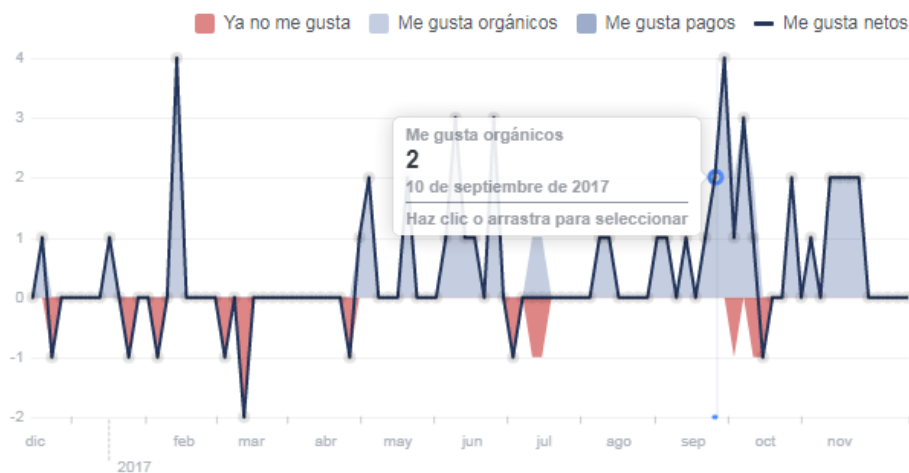 Ya no me gusta Me gusta orgánicos Me gusta pagos Me gusta netos
4
3
Me gusta orgánicos
2
10 de septiembre de 2017
Haz clic o arrastra para seleccionar
2
1
0
-1
-2
dic feb mar abr may jun jul ago sep oct nov
2017